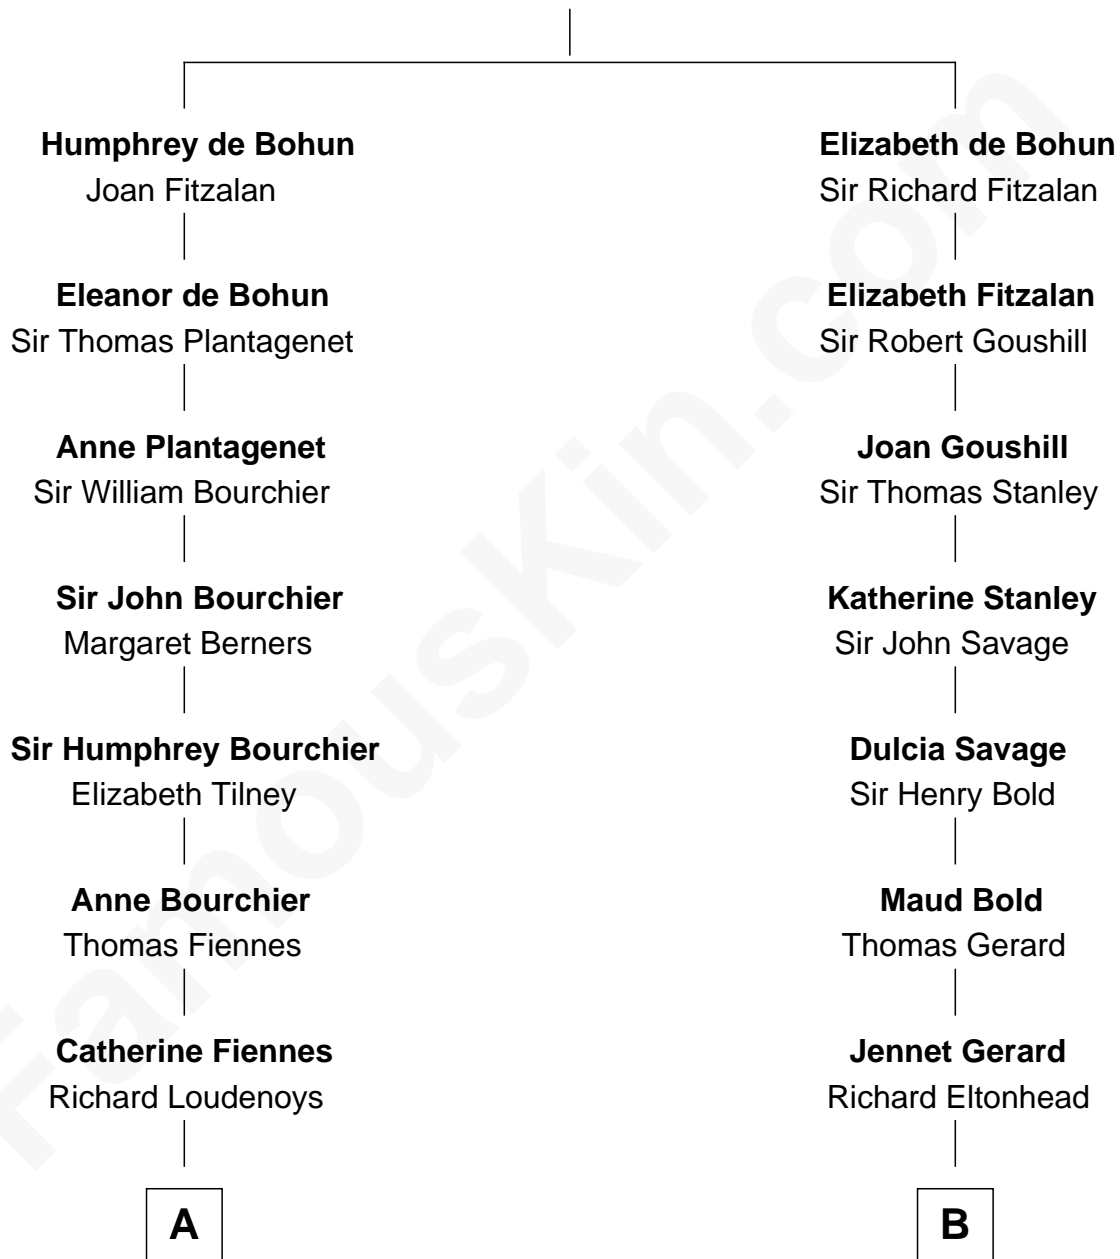 Humphrey de Bohun
Joan Fitzalan
Eleanor de Bohun
Sir Thomas Plantagenet
Anne Plantagenet
Sir William Bourchier
Sir John Bourchier
Margaret Berners
Sir Humphrey Bourchier
Elizabeth Tilney
Anne Bourchier
Thomas Fiennes
Catherine Fiennes
Richard Loudenoys
A
Elizabeth de Bohun
Sir Richard Fitzalan
Elizabeth Fitzalan
Sir Robert Goushill
Joan Goushill
Sir Thomas Stanley
Katherine Stanley
Sir John Savage
Dulcia Savage
Sir Henry Bold
Maud Bold
Thomas Gerard
Jennet Gerard
Richard Eltonhead
B
FamousKin.com